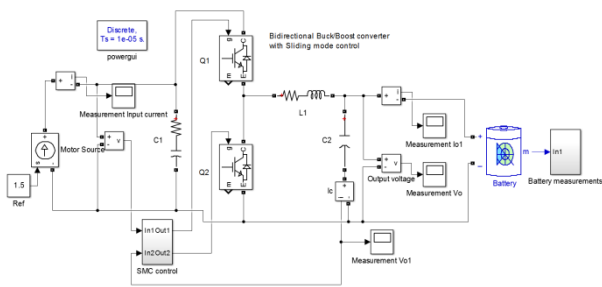 Discrete,
Ts = 1e-05 s.
powergui
Bidirectional Buck/Boost converter
with Sliding mode control
g
C
E
Q1
i
+
-
Measurement Input current
L1
C1
+
-
v
Motor Source
S
1.5
Ref
g
C
E
Q2
C2
i
+
-
Measurement Io1
+
-
v
Output voltage
Measurement Vo
+
-
m
Battery
In1
Battery measurements
Ic
+
-
In1
Out1
In2
Out2
SMC control
Measurement Vo1